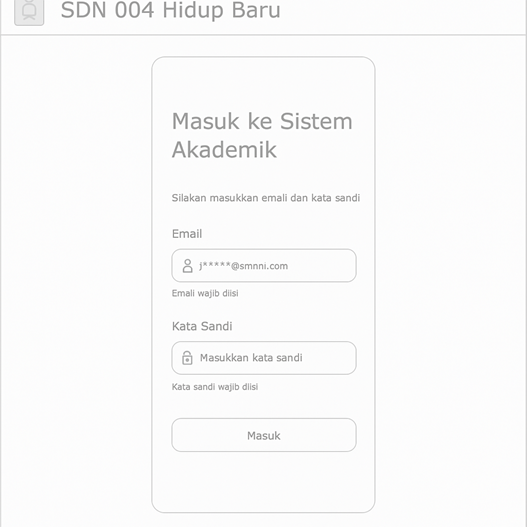 SDN 004 Hidup Baru
Masuk ke Sistem
Akademik
Silakan masukkan emali dan kata sandi
Email
j*****@smnni.com
Emali wajib diisi
Kata Sandi
Masukkan kata sandi
Kata sandi wajib diisi
Masuk